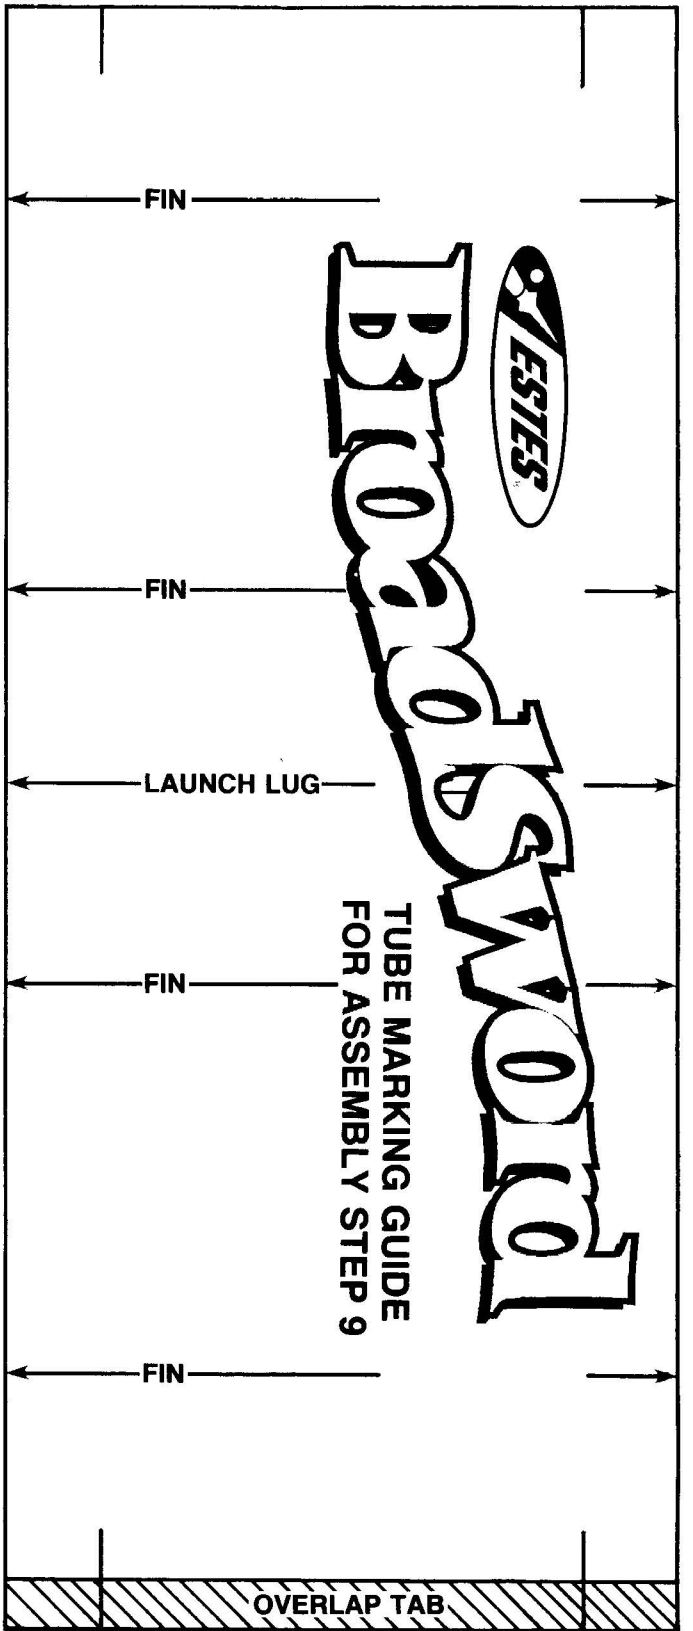 FIN
ESTES
BroadSword
FIN
LAUNCH LUG
TUBE MARKING GUIDE
FOR ASSEMBLY STEP 9
FIN
FIN
OVERLAP TAB